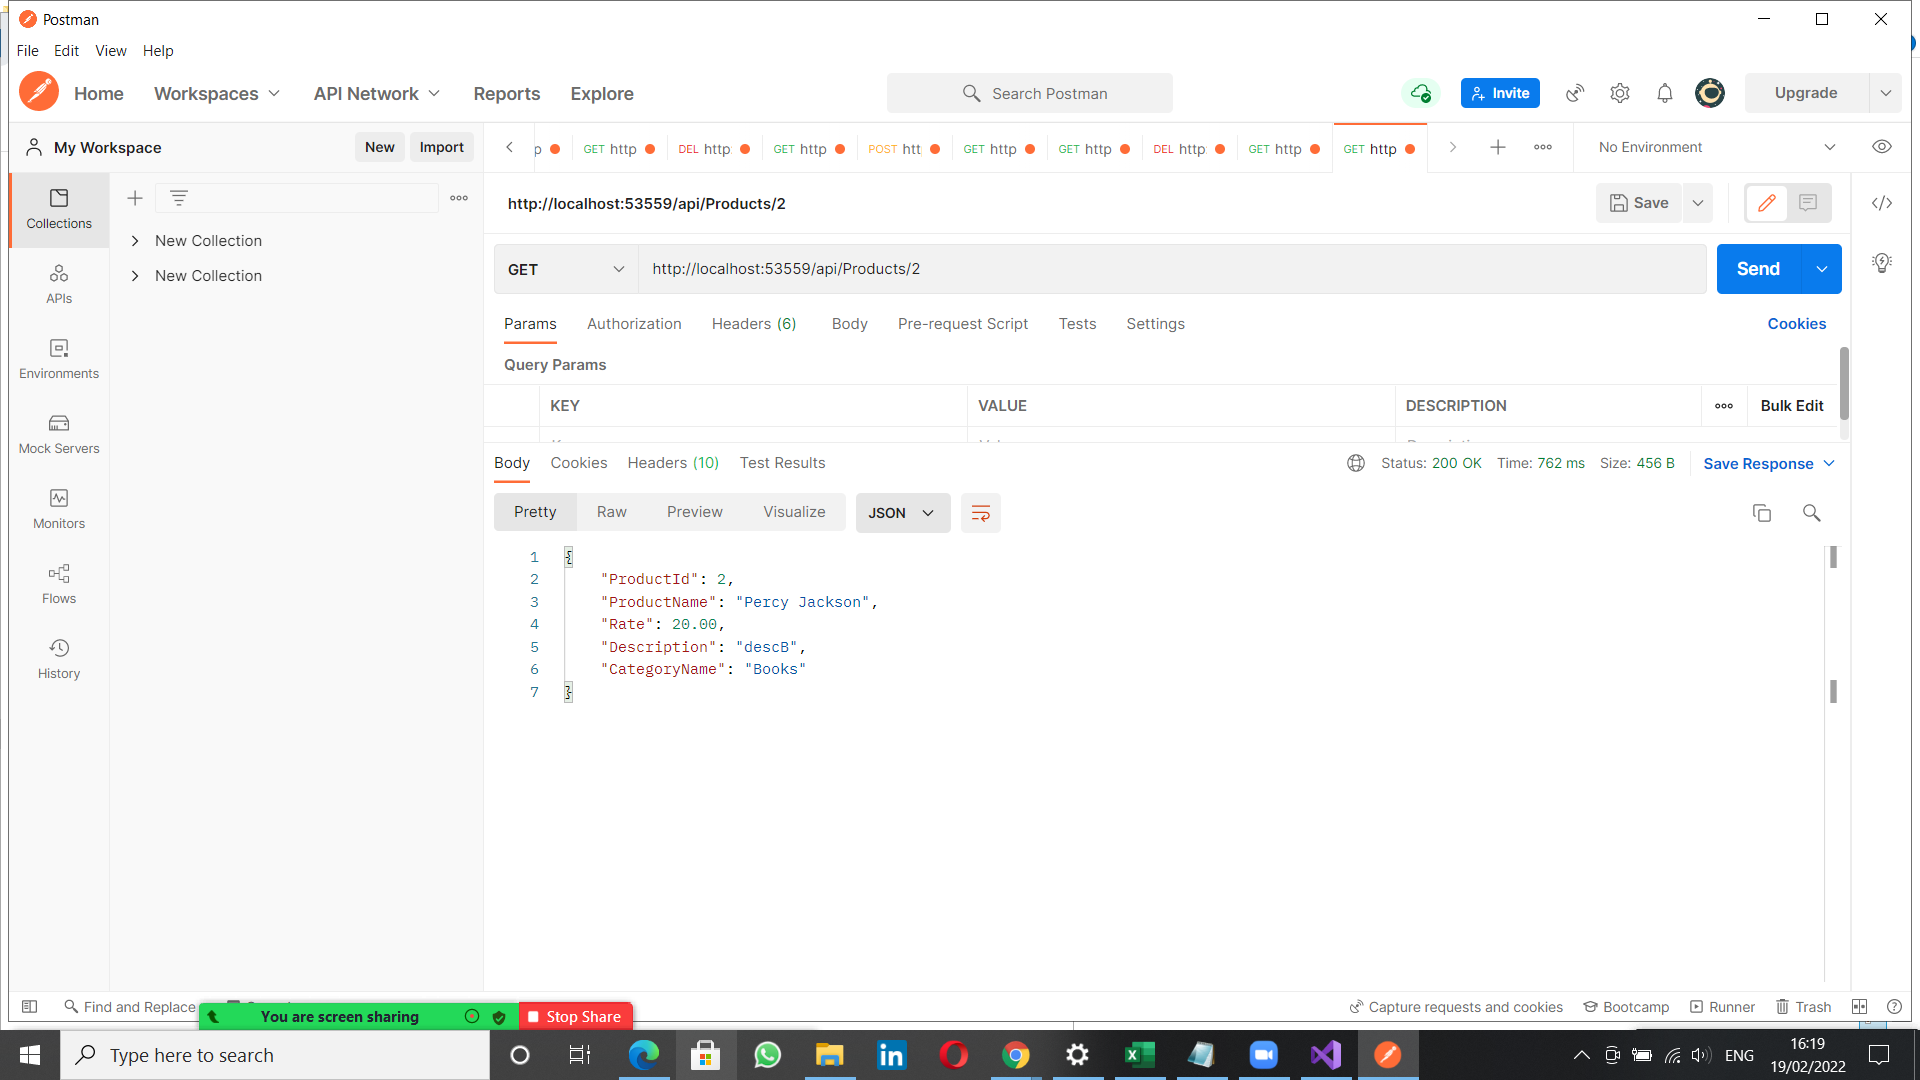 Postman
File Edit View Help
Home Workspaces API Network Reports Explore Search Postman Invite Upgrade
My Workspace New Import
p GET http DEL http GET http POST htt GET http GET http DEL http GET http GET http No Environment
http://localhost:53559/api/Products/2 Save
GET http://localhost:53559/api/Products/2 Send
Params Authorization Headers (6) Body Pre-request Script Tests Settings Cookies
Query Params
KEY VALUE DESCRIPTION Bulk Edit
Collections
APIs
Environments
Mock Servers
Monitors
Flows
History
New Collection
New Collection
Body Cookies Headers (10) Test Results Status: 200 OK Time: 762 ms Size: 456 B Save Response
Pretty Raw Preview Visualize JSON
1 {
2 "ProductId": 2,
3 "ProductName": "Percy Jackson",
4 "Rate": 20.00,
5 "Description": "descB",
6 "CategoryName": "Books"
7 }
Find and Replace Capture requests and cookies Bootcamp Runner Trash
You are screen sharing Stop Share
Type here to search ENG 16:19
19/02/2022